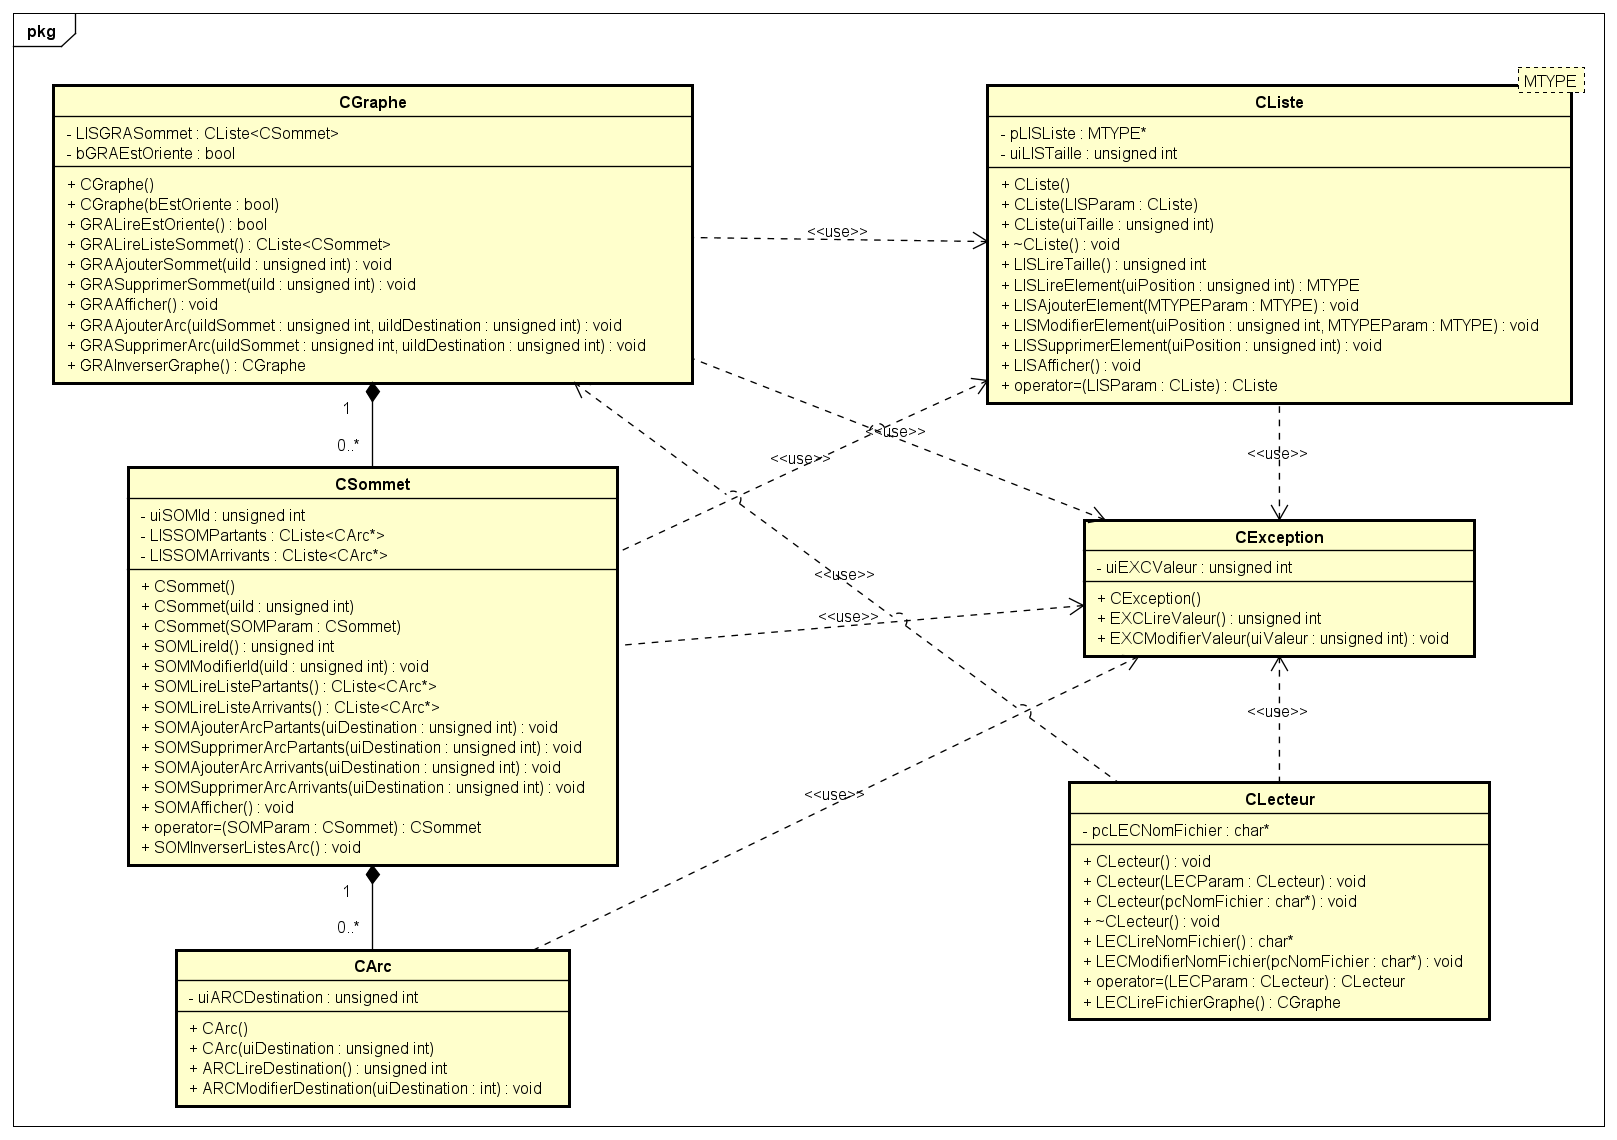 pkg
CGraphe
- LISGRASommet : CListe<CSommet>
- bGRAEstOriente : bool
+ CGraphe()
+ CGraphe(bEstOriente : bool)
+ GRALireEstOriente() : bool
+ GRALireListeSommet() : CListe<CSommet>
+ GRAAjouterSommet(uiId : unsigned int) : void
+ GRASupprimerSommet(uiId : unsigned int) : void
+ GRAAfficher() : void
+ GRAAjouterArc(uiIdSommet : unsigned int, uiIdDestination : unsigned int) : void
+ GRASupprimerArc(uiIdSommet : unsigned int, uiIdDestination : unsigned int) : void
+ GRAInverserGraphe() : CGraphe
<<use>>
MTYPE
CListe
- pLISListe : MTYPE*
- uiLISTaille : unsigned int
+ CListe()
+ CListe(LISParam : CListe)
+ CListe(uiTaille : unsigned int)
+ ~CListe() : void
+ LISLireTaille() : unsigned int
+ LISLireElement(uiPosition : unsigned int) : MTYPE
+ LISAjouterElement(MTYPEParam : MTYPE) : void
+ LISModifierElement(uiPosition : unsigned int, MTYPEParam : MTYPE) : void
+ LISSupprimerElement(uiPosition : unsigned int) : void
+ LISAfficher() : void
+ operator=(LISParam : CListe) : CListe
1
0..*
<<use>>
<<use>>
<<use>>
CSommet
- uiSOMId : unsigned int
- LISSOMPartants : CListe<CArc*>
- LISSOMArrivants : CListe<CArc*>
+ CSommet()
+ CSommet(uiId : unsigned int)
+ CSommet(SOMParam : CSommet)
+ SOMLireId() : unsigned int
+ SOMModifierId(uiId : unsigned int) : void
+ SOMLireListePartants() : CListe<CArc*>
+ SOMLireListeArrivants() : CListe<CArc*>
+ SOMAjouterArcPartants(uiDestination : unsigned int) : void
+ SOMSupprimerArcPartants(uiDestination : unsigned int) : void
+ SOMAjouterArcArrivants(uiDestination : unsigned int) : void
+ SOMSupprimerArcArrivants(uiDestination : unsigned int) : void
+ SOMAfficher() : void
+ operator=(SOMParam : CSommet) : CSommet
+ SOMInverserListesArc() : void
<<use>>
<<use>>
CException
- uiEXCValeur : unsigned int
+ CException()
+ EXCLireValeur() : unsigned int
+ EXCModifierValeur(uiValeur : unsigned int) : void
<<use>>
<<use>>
CLecteur
- pcLECNomFichier : char*
+ CLecteur() : void
+ CLecteur(LECParam : CLecteur) : void
+ CLecteur(pcNomFichier : char*) : void
+ ~CLecteur() : void
+ LECLireNomFichier() : char*
+ LECModifierNomFichier(pcNomFichier : char*) : void
+ operator=(LECParam : CLecteur) : CLecteur
+ LECLireFichierGraphe() : CGraphe
1
0..*
CArc
- uiARCDestination : unsigned int
+ CArc()
+ CArc(uiDestination : unsigned int)
+ ARCLireDestination() : unsigned int
+ ARCModifierDestination(uiDestination : int) : void